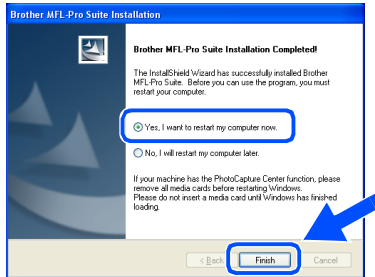 Brother MFL-Pro Suite Installation
Brother MFL-Pro Suite Installation Completed!
The InstallShield Wizard has successfully installed Brother
MFL-Pro Suite. Before you can use the program, you must
restart your computer.
Yes, I want to restart my computer now.
No, I will restart my computer later.
If your machine has the PhotoCapture Center function, please
remove all media cards before restarting Windows.
Please do not insert a media card until Windows has finished
loading.
< Back
Finish
Cancel